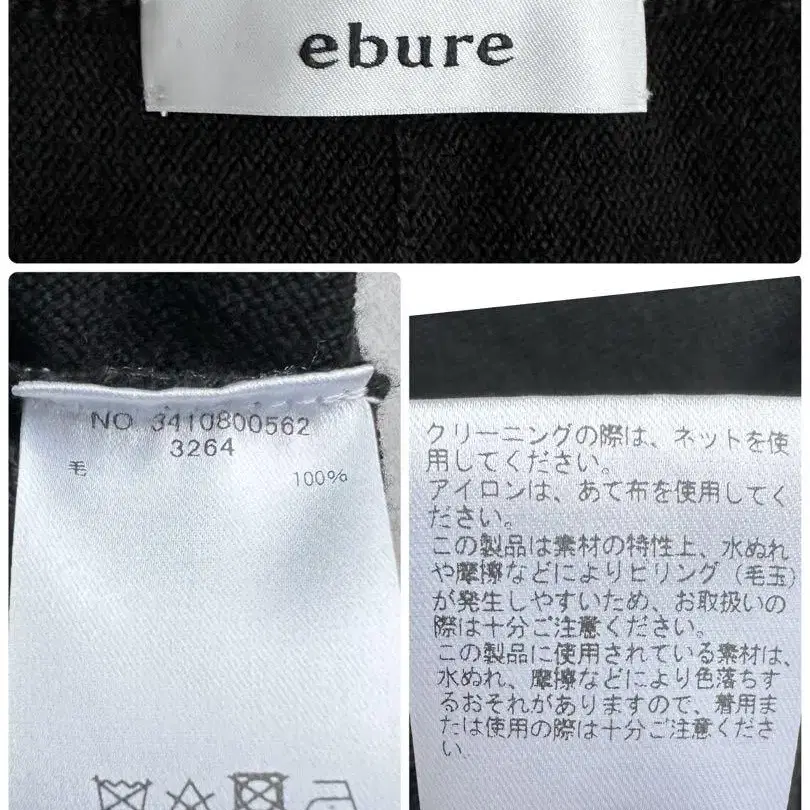 ebure
NO 3410800562
3264
毛
100%
クリーニングの際は、ネットを使
用してください。
アイロンは、あて布を使用してく
ださい。
この製品は素材の特性上、水ぬれ
や摩擦などによりピリング（毛玉）
が発生しやすいため、お取扱いの
際は十分ご注意ください。
この製品に使用されている素材は、
水ぬれ、摩擦などにより色落ちす
るおそれがありますので、着用ま
たは使用の際は十分ご注意くださ
い。